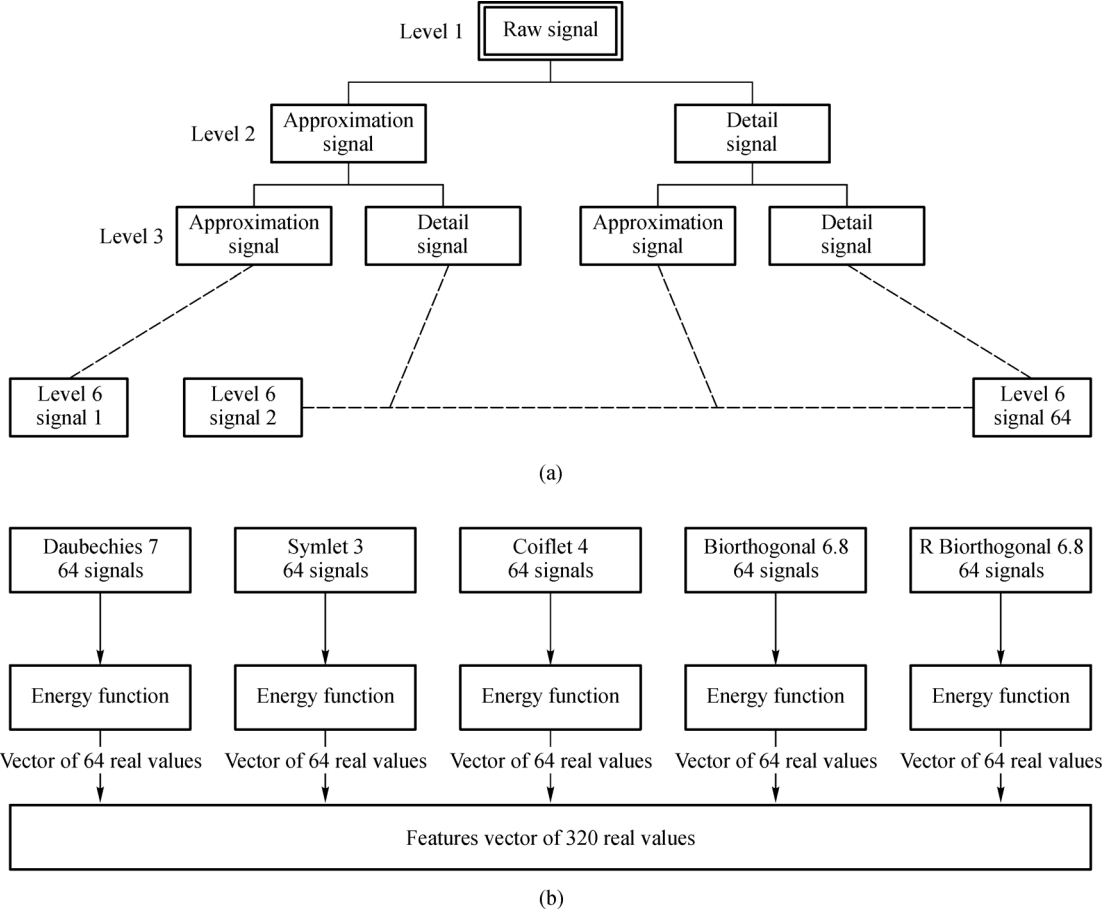 Level 1
Raw signal
Level 2
Approximation
signal
Detail
signal
Level 3
Approximation
signal
Detail
signal
Approximation
signal
Detail
signal
Level 6
signal 1
Level 6
signal 2
Level 6
signal 64
(a)
Daubechies 7
64 signals
Symlet 3
64 signals
Coiflet 4
64 signals
Biorthogonal 6.8
64 signals
R Biorthogonal 6.8
64 signals
Energy function
Energy function
Energy function
Energy function
Energy function
Vector of 64 real values
Vector of 64 real values
Vector of 64 real values
Vector of 64 real values
Vector of 64 real values
Features vector of 320 real values
(b)